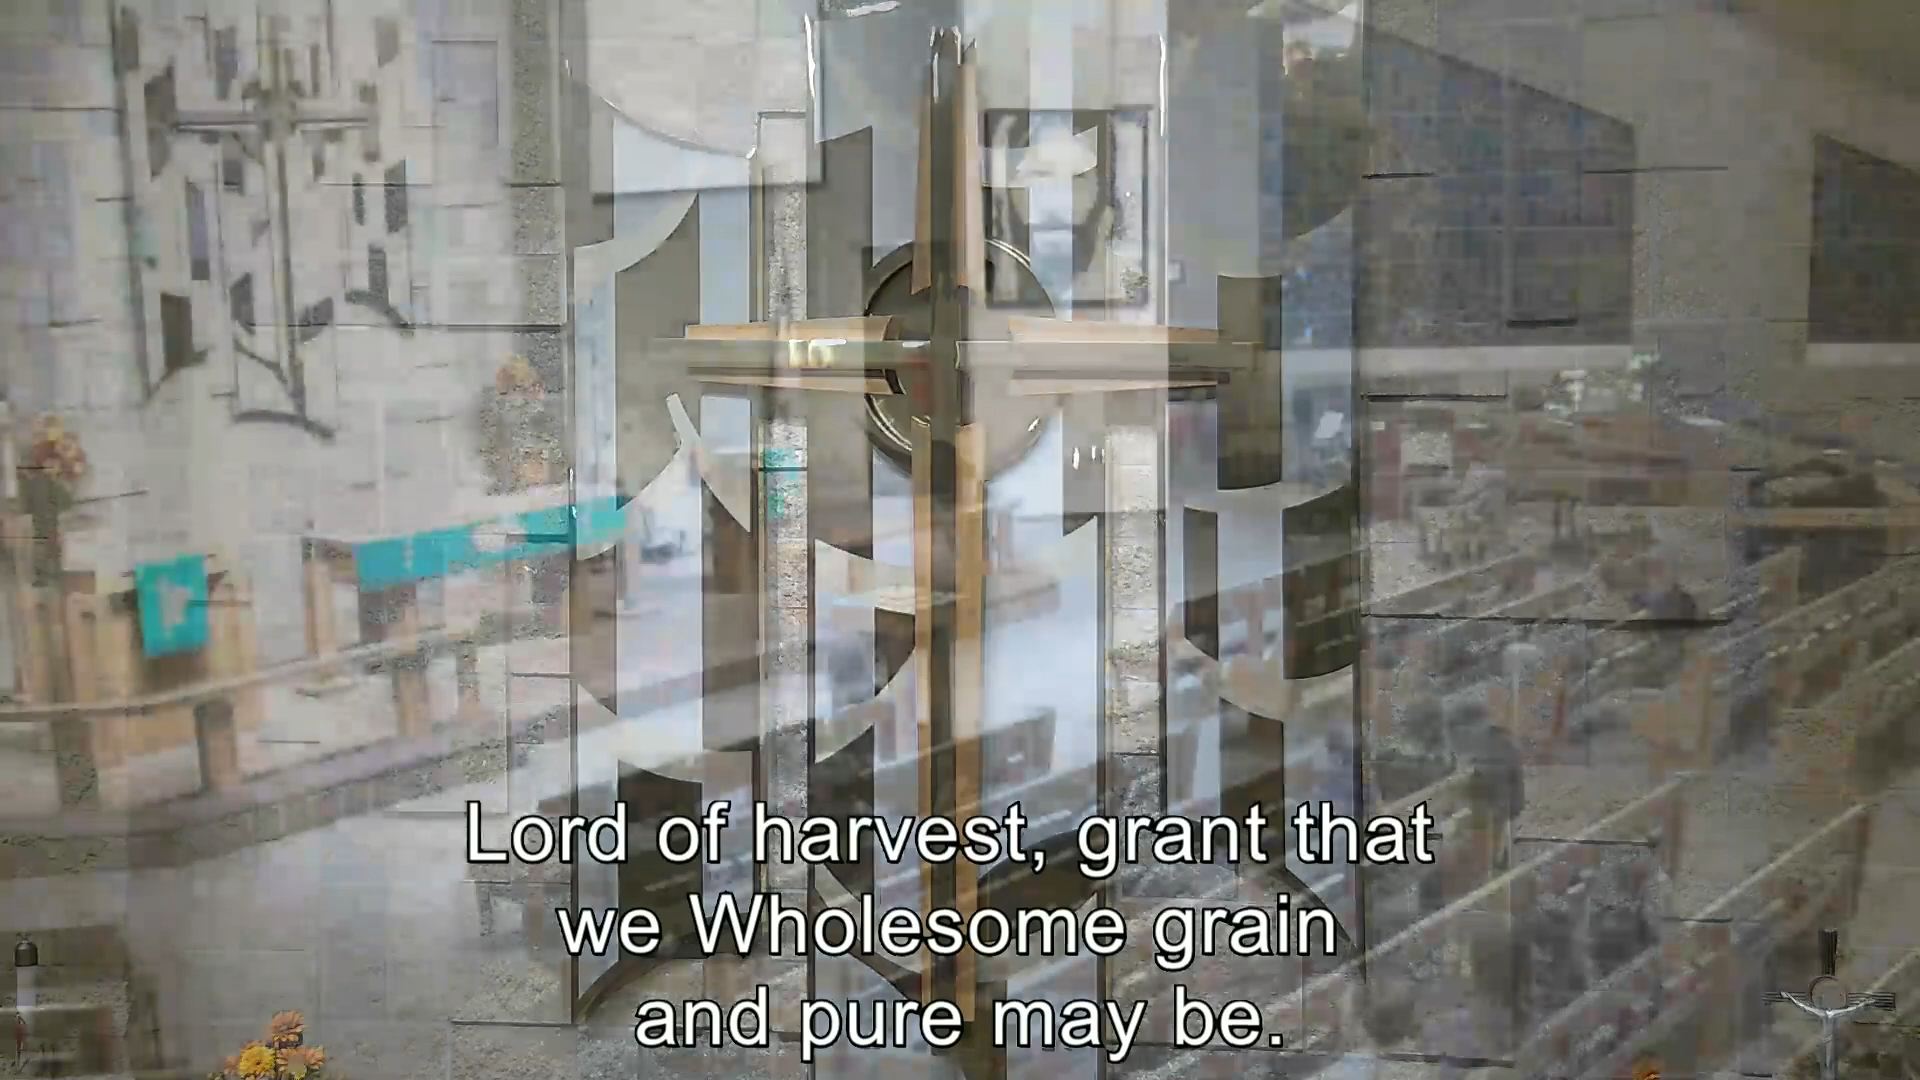 Lord of harvest, grant that
we Wholesome grain
and pure may be.